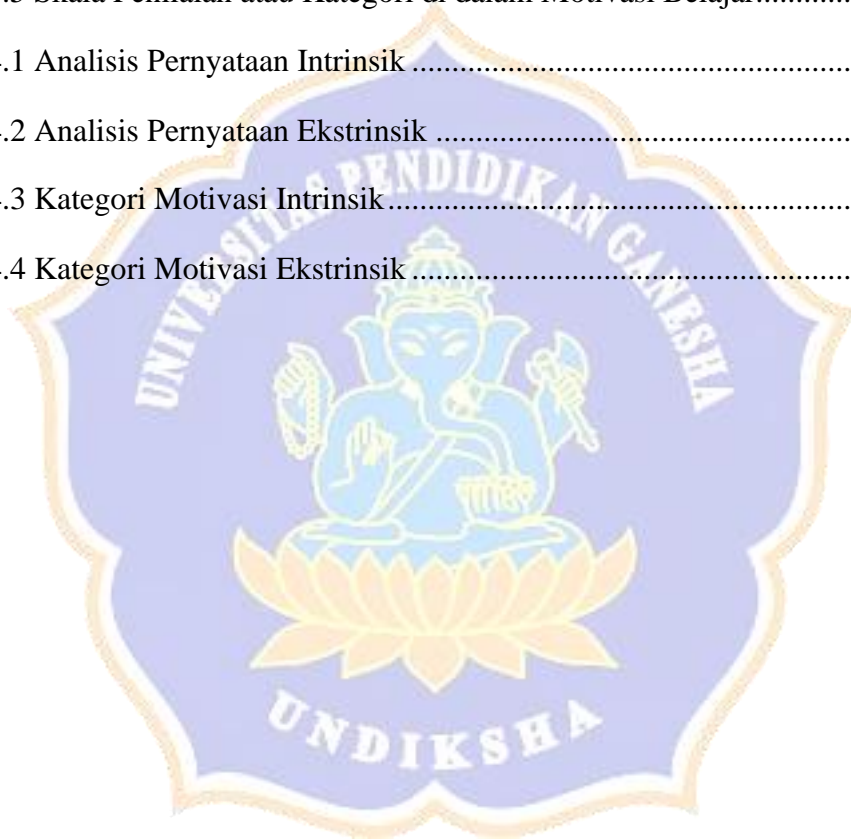 .3 Skala Penilaian atau Kategori di dalam Motivasi Belajar............
.1 Analisis Pernyataan Intrinsik .......................................................
.2 Analisis Pernyataan Ekstrinsik ....................................................
.3 Kategori Motivasi Intrinsik..........................................................
.4 Kategori Motivasi Ekstrinsik .......................................................
UNIVERSITAS PENDIDIKAN GANESHA
UNDIKSHA